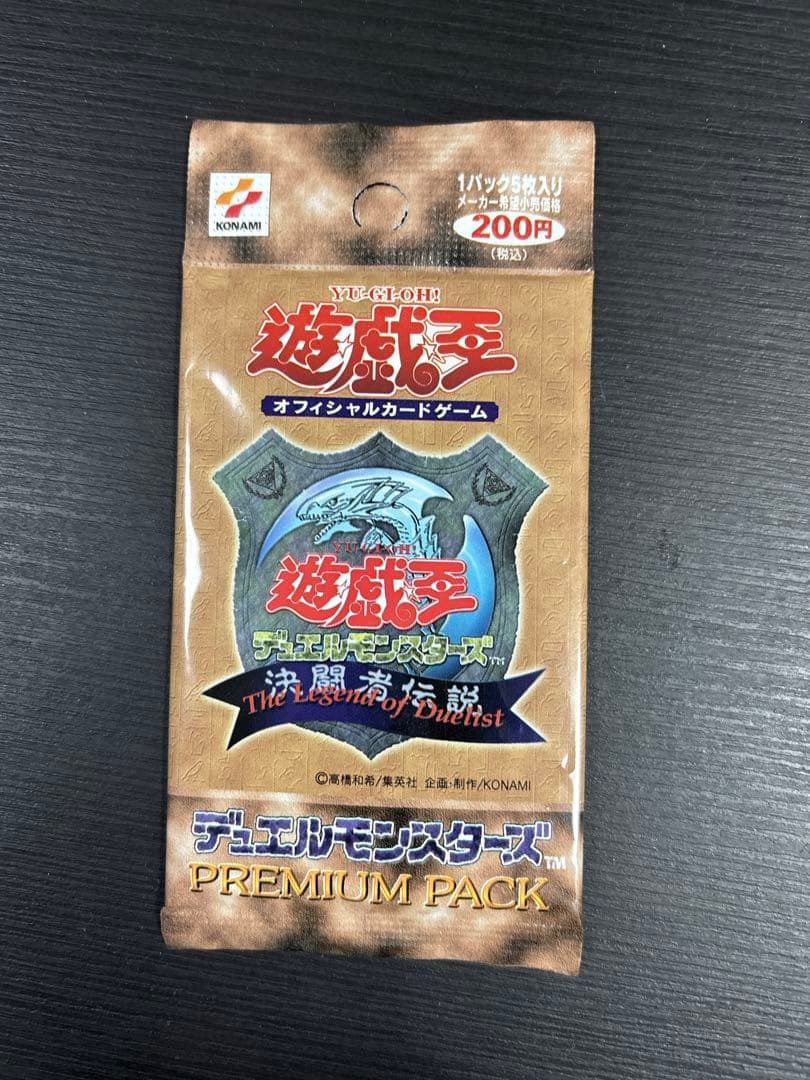 KONAMI
1パック5枚入り
メーカー希望小売価格
200円
(税込)
YU-GI-OH!
遊戯王
オフィシャルカードゲーム
YU-GI-OH!
遊戯王
デュエルモンスターズ™
決闘者伝説
The Legend of Duelist
©高橋和希/集英社 企画・制作/KONAMI
デュエルモンスターズ™
PREMIUM PACK